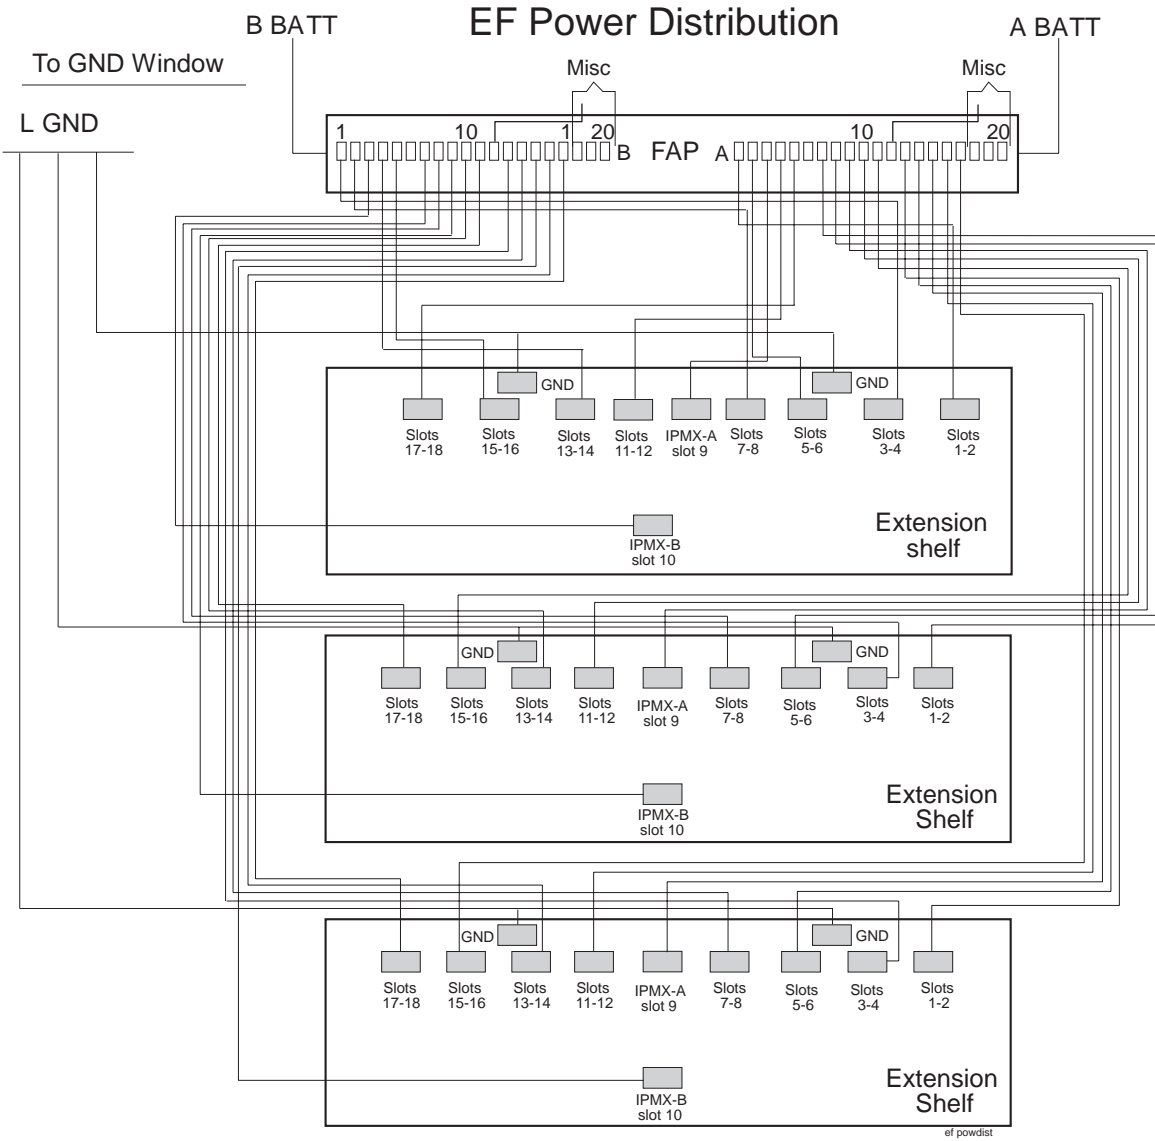 EF Power Distribution
B BATT
A BATT
To GND Window
Misc
Misc
L GND
1
10
1
20
10
20
B
FAP
A
GND
GND
Slots
17-18
Slots
15-16
Slots
13-14
Slots
11-12
IPMX-A
slot 9
Slots
7-8
Slots
5-6
Slots
3-4
Slots
1-2
Extension
shelf
IPMX-B
slot 10
GND
GND
Slots
17-18
Slots
15-16
Slots
13-14
Slots
11-12
IPMX-A
slot 9
Slots
7-8
Slots
5-6
Slots
3-4
Slots
1-2
Extension
Shelf
IPMX-B
slot 10
GND
GND
Slots
17-18
Slots
15-16
Slots
13-14
Slots
11-12
IPMX-A
slot 9
Slots
7-8
Slots
5-6
Slots
3-4
Slots
1-2
Extension
Shelf
IPMX-B
slot 10
ef powdist